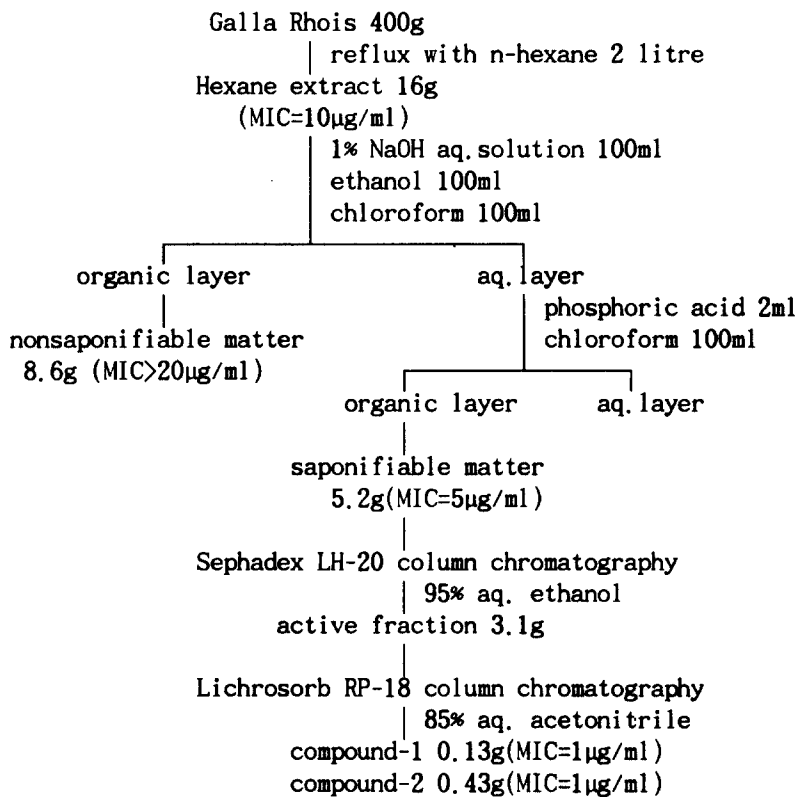 Galla Rhois 400g
reflux with n-hexane 2 litre
Hexane extract 16g
(MIC=10μg/ml)
1% NaOH aq.solution 100ml
ethanol 100ml
chloroform 100ml
organic layer
aq.layer
nonsaponifiable matter
8.6g (MIC>20μg/ml)
phosphoric acid 2ml
chloroform 100ml
organic layer
aq.layer
saponifiable matter
5.2g(MIC=5μg/ml)
Sephadex LH-20 column chromatography
95% aq. ethanol
active fraction 3.1g
Lichrosorb RP-18 column chromatography
85% aq. acetonitrile
compound-1 0.13g(MIC=1μg/ml)
compound-2 0.43g(MIC=1μg/ml)